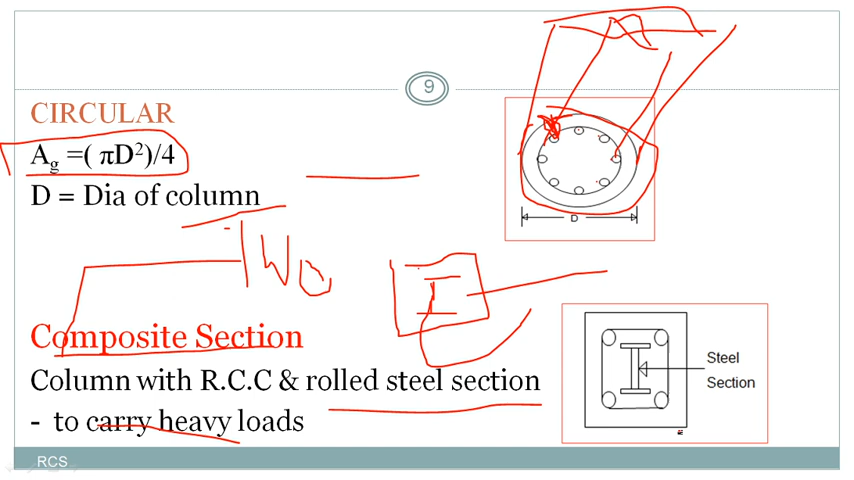 9
CIRCULAR
Ag =( πD²)/4
D = Dia of column
D
TWO
I
Composite Section
Column with R.C.C & rolled steel section
- to carry heavy loads
Steel
Section
RCS